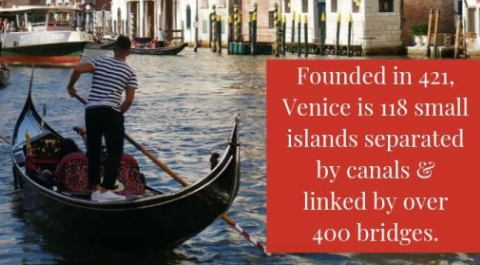 Founded in 421,
Venice is 118 small
islands separated
by canals &
linked by over
400 bridges.